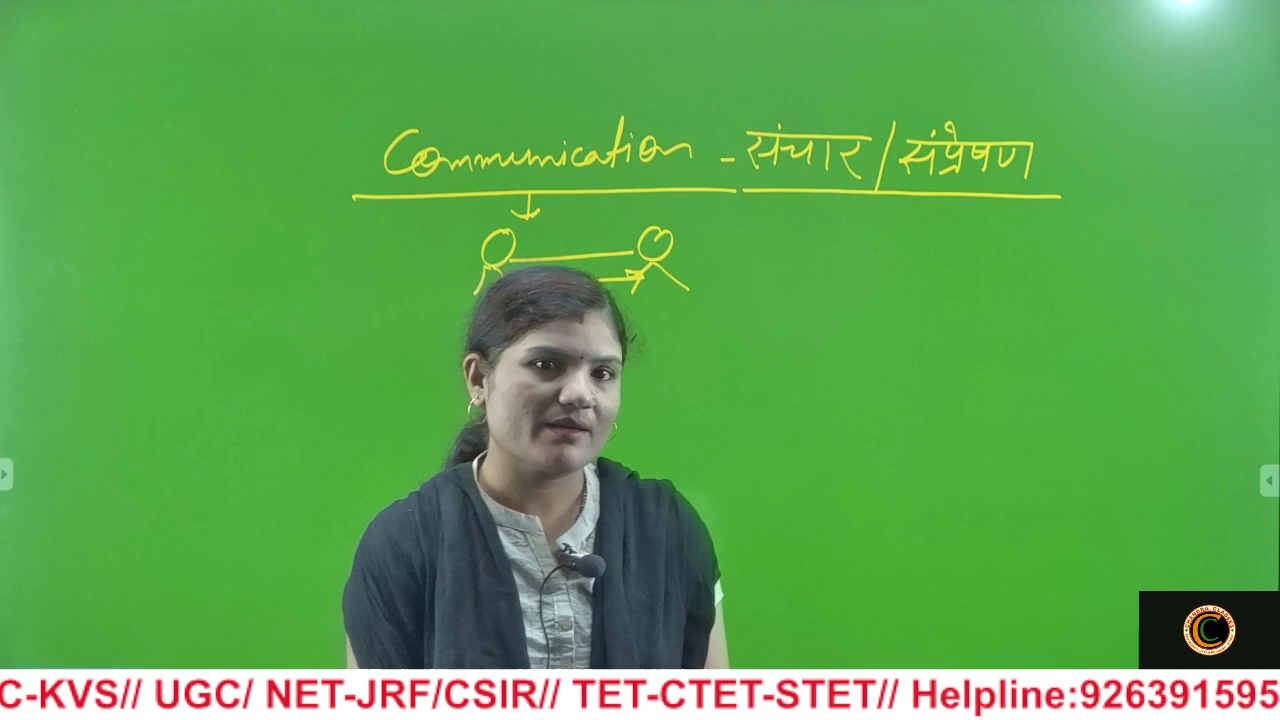 Communication - संचार / संप्रेषण
C-KVS// UGC/ NET-JRF/CSIR// TET-CTET-STET// Helpline:926391595